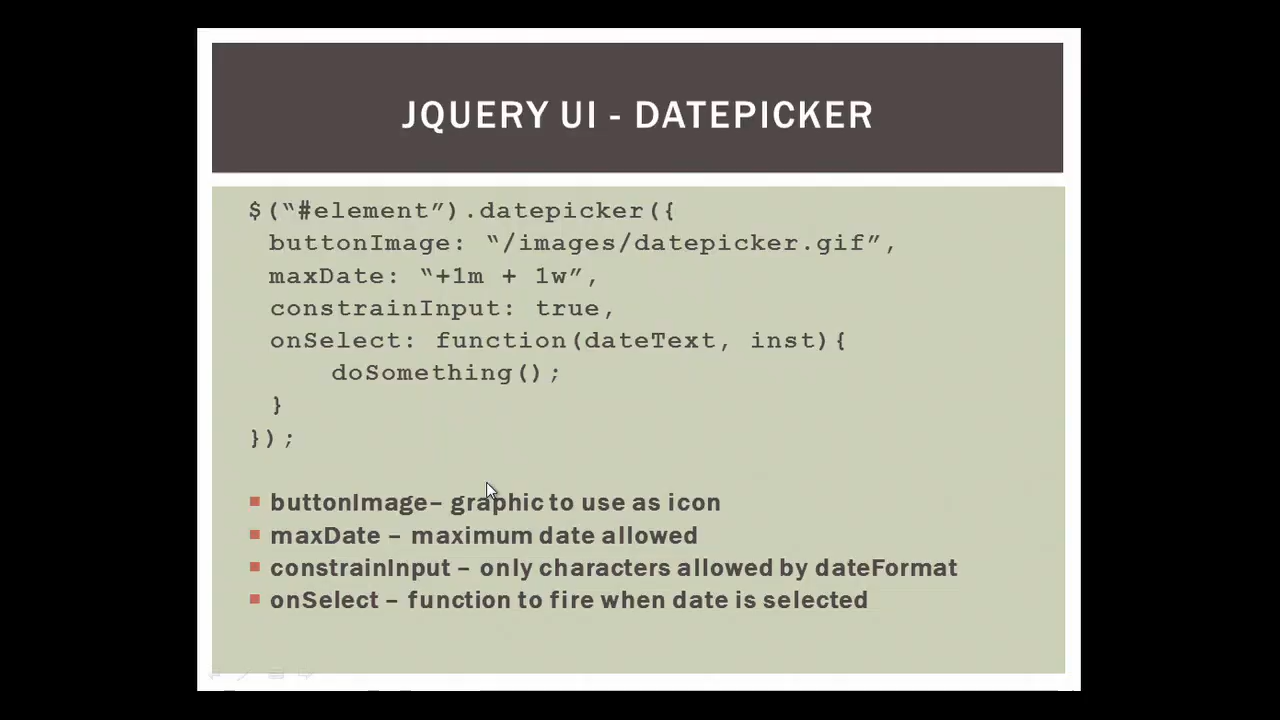 JQUERY UI - DATEPICKER
$(“#element”).datepicker({
buttonImage: “/images/datepicker.gif”,
maxDate: “+1m + 1w”,
constrainInput: true,
onSelect: function(dateText, inst){
doSomething();
}
});
buttonImage– graphic to use as icon
maxDate – maximum date allowed
constrainInput – only characters allowed by dateFormat
onSelect – function to fire when date is selected